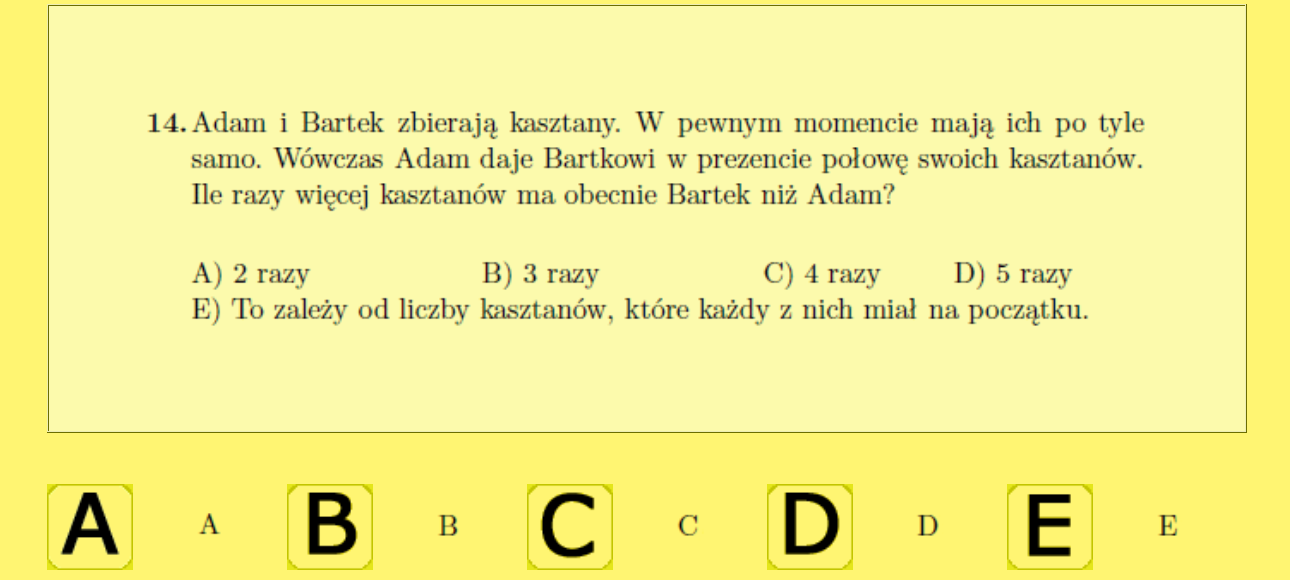 14. Adam i Bartek zbierają kasztany. W pewnym momencie mają ich po tyle
samo. Wówczas Adam daje Bartkowi w prezencie połowę swoich kasztanów.
Ile razy więcej kasztanów ma obecnie Bartek niż Adam?
A) 2 razy B) 3 razy C) 4 razy D) 5 razy
E) To zależy od liczby kasztanów, które każdy z nich miał na początku.
A A B B C C D D E E